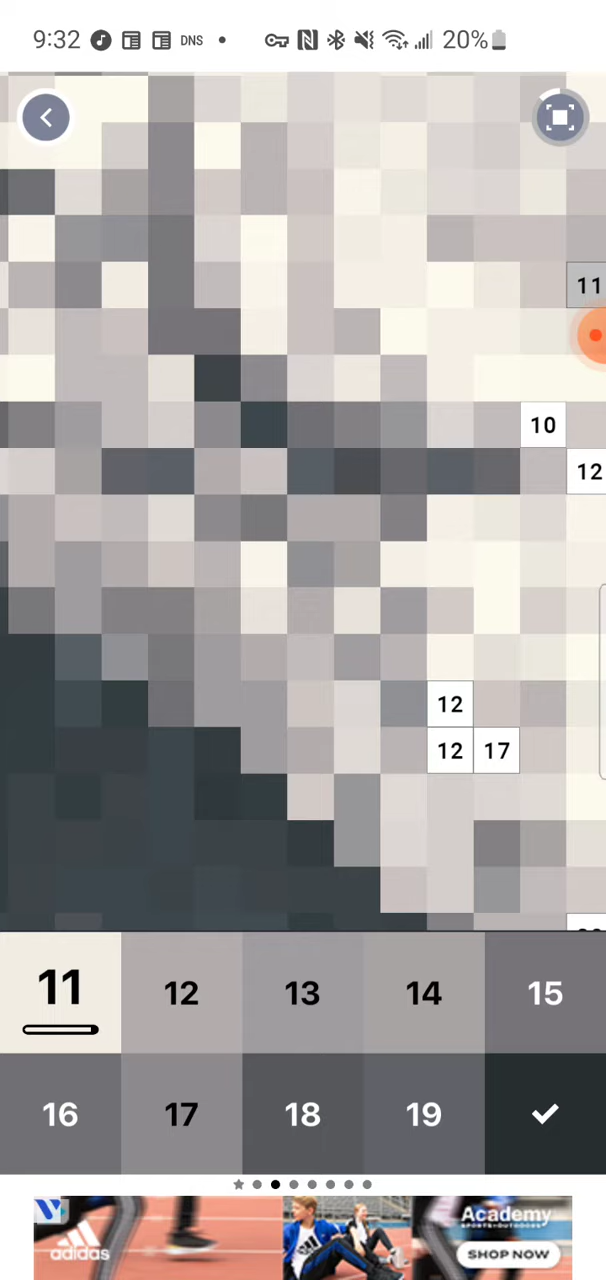 9:32 DNS 20%
11
10
12
12
12 17
11 12 13 14 15
16 17 18 19
adidas
Academy
SPORTS+OUTDOORS
SHOP NOW